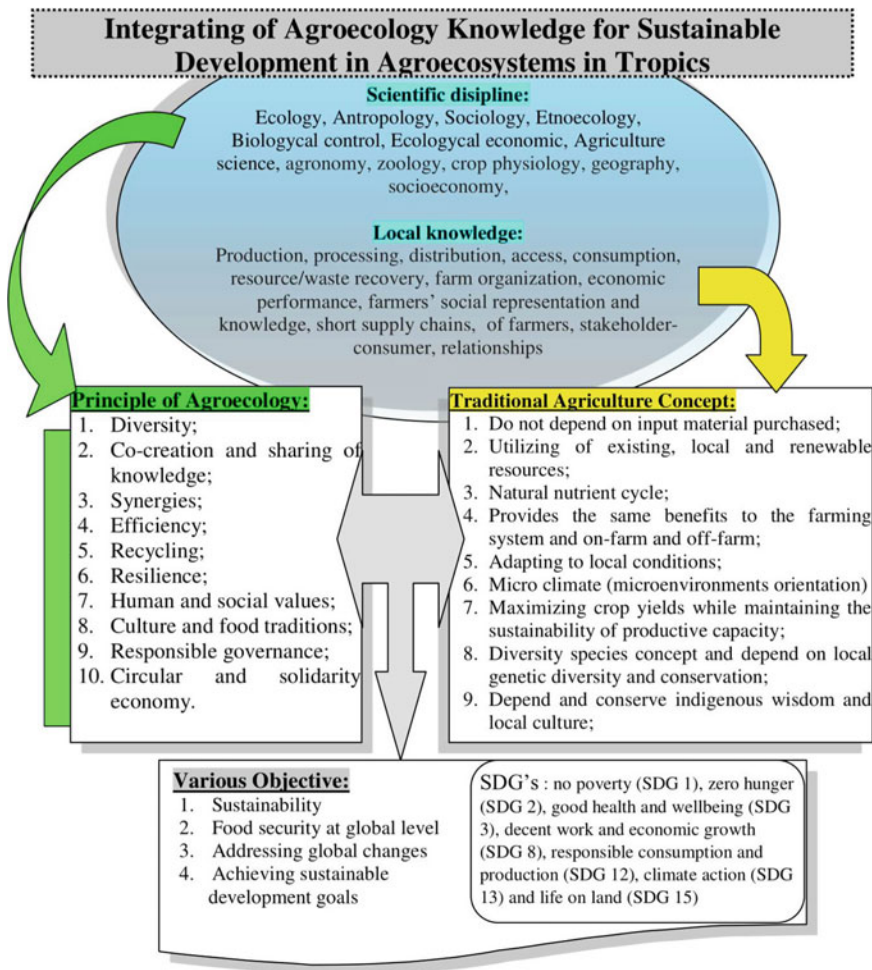 Integrating of Agroecology Knowledge for Sustainable
Development in Agroecosystems in Tropics
Scientific disipline:
Ecology, Antropology, Sociology, Etnoecology,
Biologycal control, Ecologycal economic, Agriculture
science, agronomy, zoology, crop physiology, geography,
socioeconomy,
Local knowledge:
Production, processing, distribution, access, consumption,
resource/waste recovery, farm organization, economic
performance, farmers' social representation and
knowledge, short supply chains, of farmers, stakeholder-
consumer, relationships
Principle of Agroecology:
1. Diversity;
2. Co-creation and sharing of
knowledge;
3. Synergies;
4. Efficiency;
5. Recycling;
6. Resilience;
7. Human and social values;
8. Culture and food traditions;
9. Responsible governance;
10. Circular and solidarity
economy.
Traditional Agriculture Concept:
1. Do not depend on input material purchased;
2. Utilizing of existing, local and renewable
resources;
3. Natural nutrient cycle;
4. Provides the same benefits to the farming
system and on-farm and off-farm;
5. Adapting to local conditions;
6. Micro climate (microenvironments orientation)
7. Maximizing crop yields while maintaining the
sustainability of productive capacity;
8. Diversity species concept and depend on local
genetic diversity and conservation;
9. Depend and conserve indigenous wisdom and
local culture;
Various Objective:
1. Sustainability
2. Food security at global level
3. Addressing global changes
4. Achieving sustainable
development goals
SDG's : no poverty (SDG 1), zero hunger
(SDG 2), good health and wellbeing (SDG
3), decent work and economic growth
(SDG 8), responsible consumption and
production (SDG 12), climate action (SDG
13) and life on land (SDG 15)